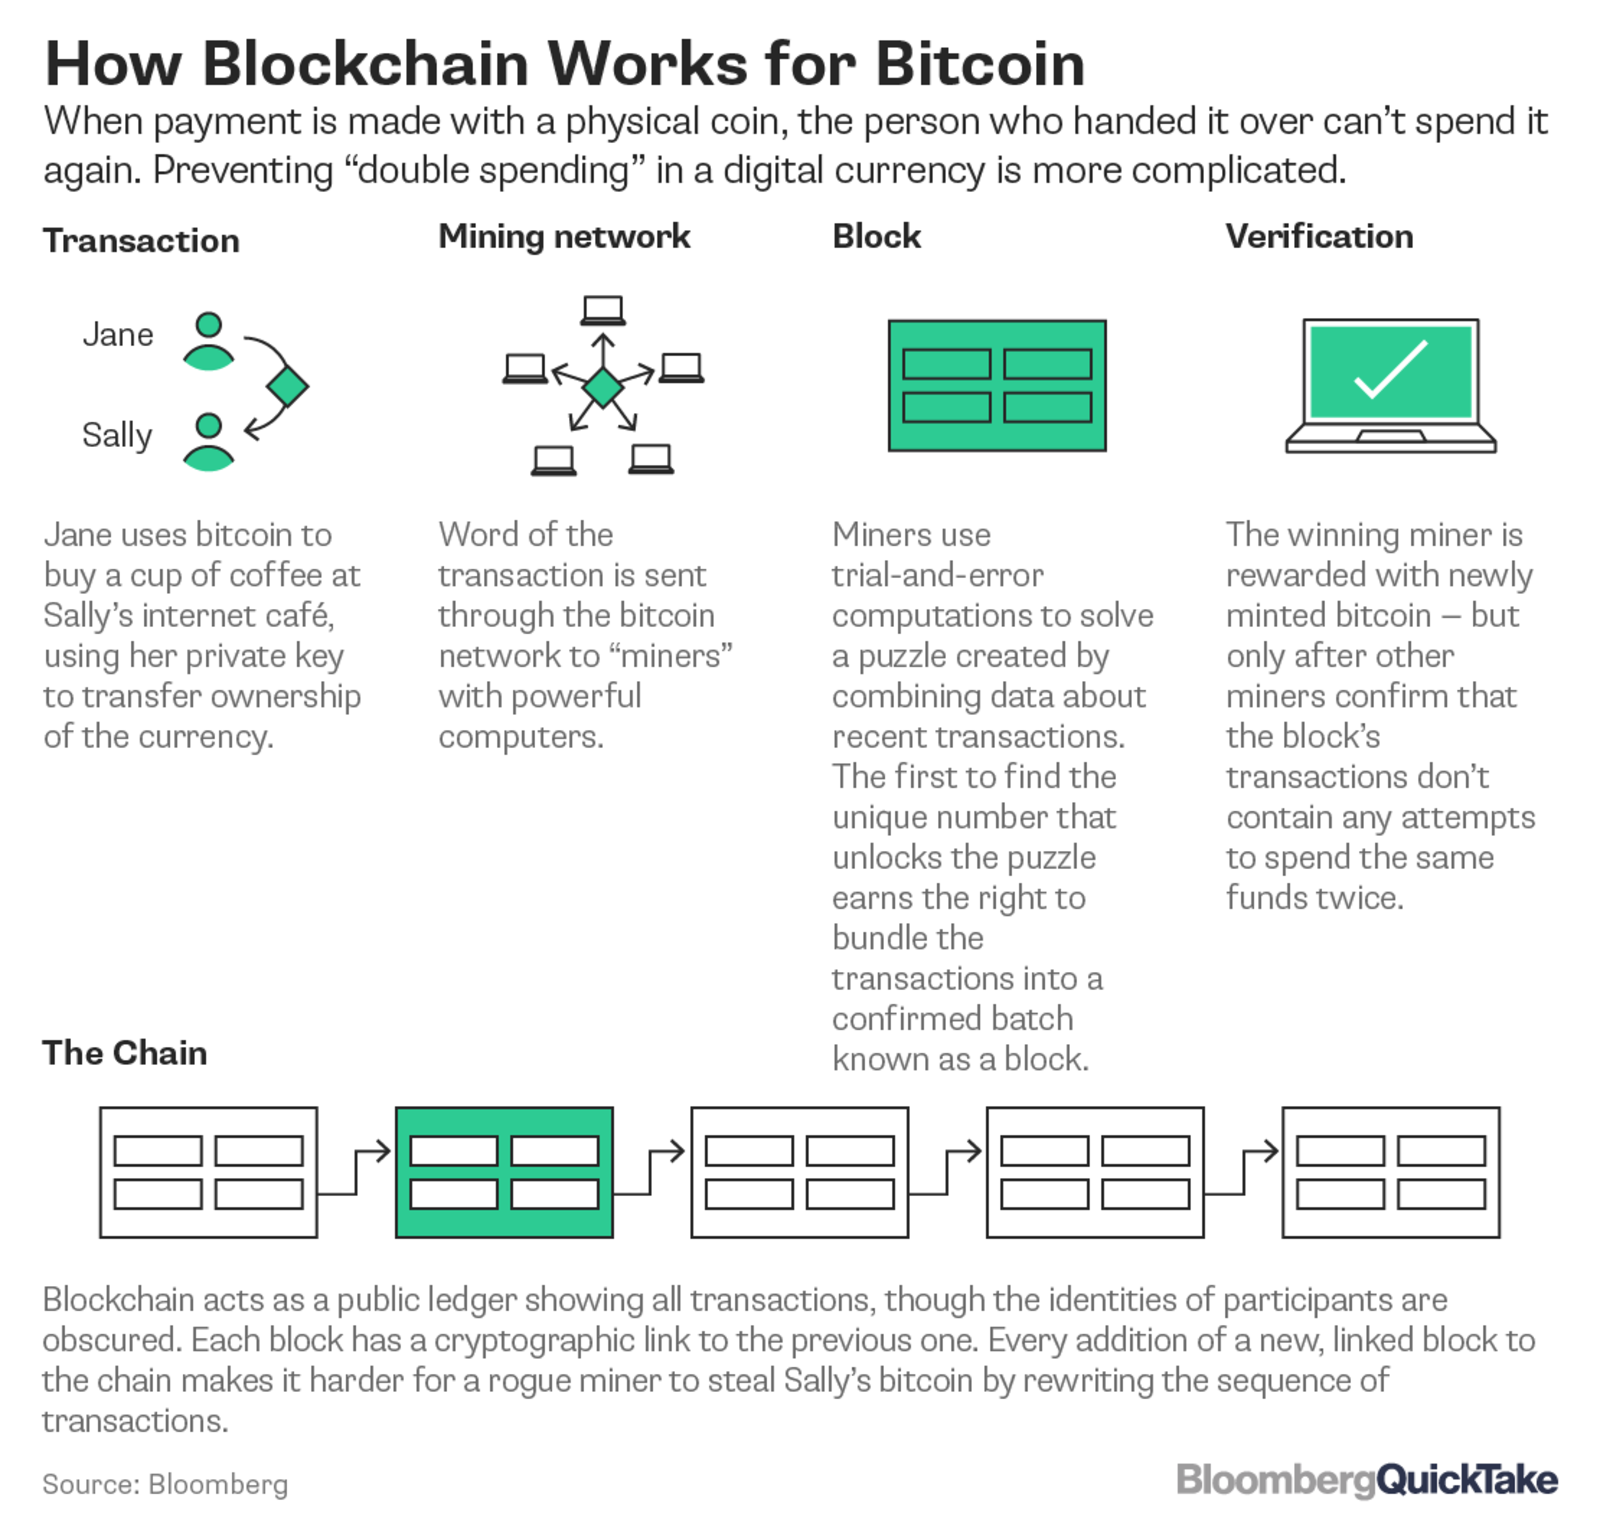 How Blockchain Works for Bitcoin
When payment is made with a physical coin, the person who handed it over can’t spend it
again. Preventing “double spending” in a digital currency is more complicated.
Transaction
Jane
Sally
Jane uses bitcoin to
buy a cup of coffee at
Sally’s internet café,
using her private key
to transfer ownership
of the currency.
Mining network
Word of the
transaction is sent
through the bitcoin
network to “miners”
with powerful
computers.
Block
Miners use
trial-and-error
computations to solve
a puzzle created by
combining data about
recent transactions.
The first to find the
unique number that
unlocks the puzzle
earns the right to
bundle the
transactions into a
confirmed batch
known as a block.
Verification
The winning miner is
rewarded with newly
minted bitcoin — but
only after other
miners confirm that
the block’s
transactions don’t
contain any attempts
to spend the same
funds twice.
The Chain
Blockchain acts as a public ledger showing all transactions, though the identities of participants are
obscured. Each block has a cryptographic link to the previous one. Every addition of a new, linked block to
the chain makes it harder for a rogue miner to steal Sally’s bitcoin by rewriting the sequence of
transactions.
Source: Bloomberg
BloombergQuickTake